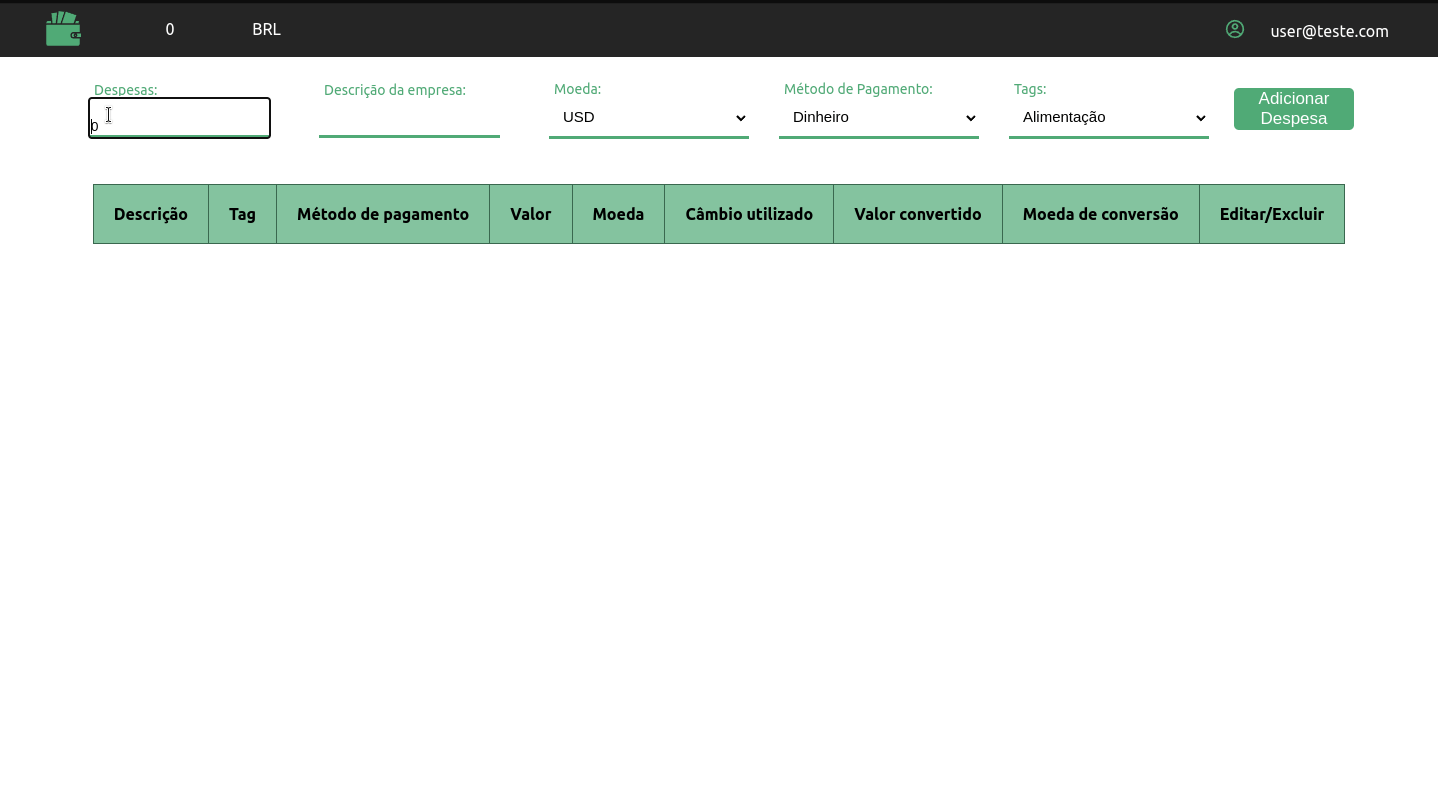 0 BRL user@teste.com
Despesas: Descrição da empresa: Moeda: Método de Pagamento: Tags:
USD Dinheiro Alimentação
Adicionar
Despesa
Descrição Tag Método de pagamento Valor Moeda Câmbio utilizado Valor convertido Moeda de conversão Editar/Excluir